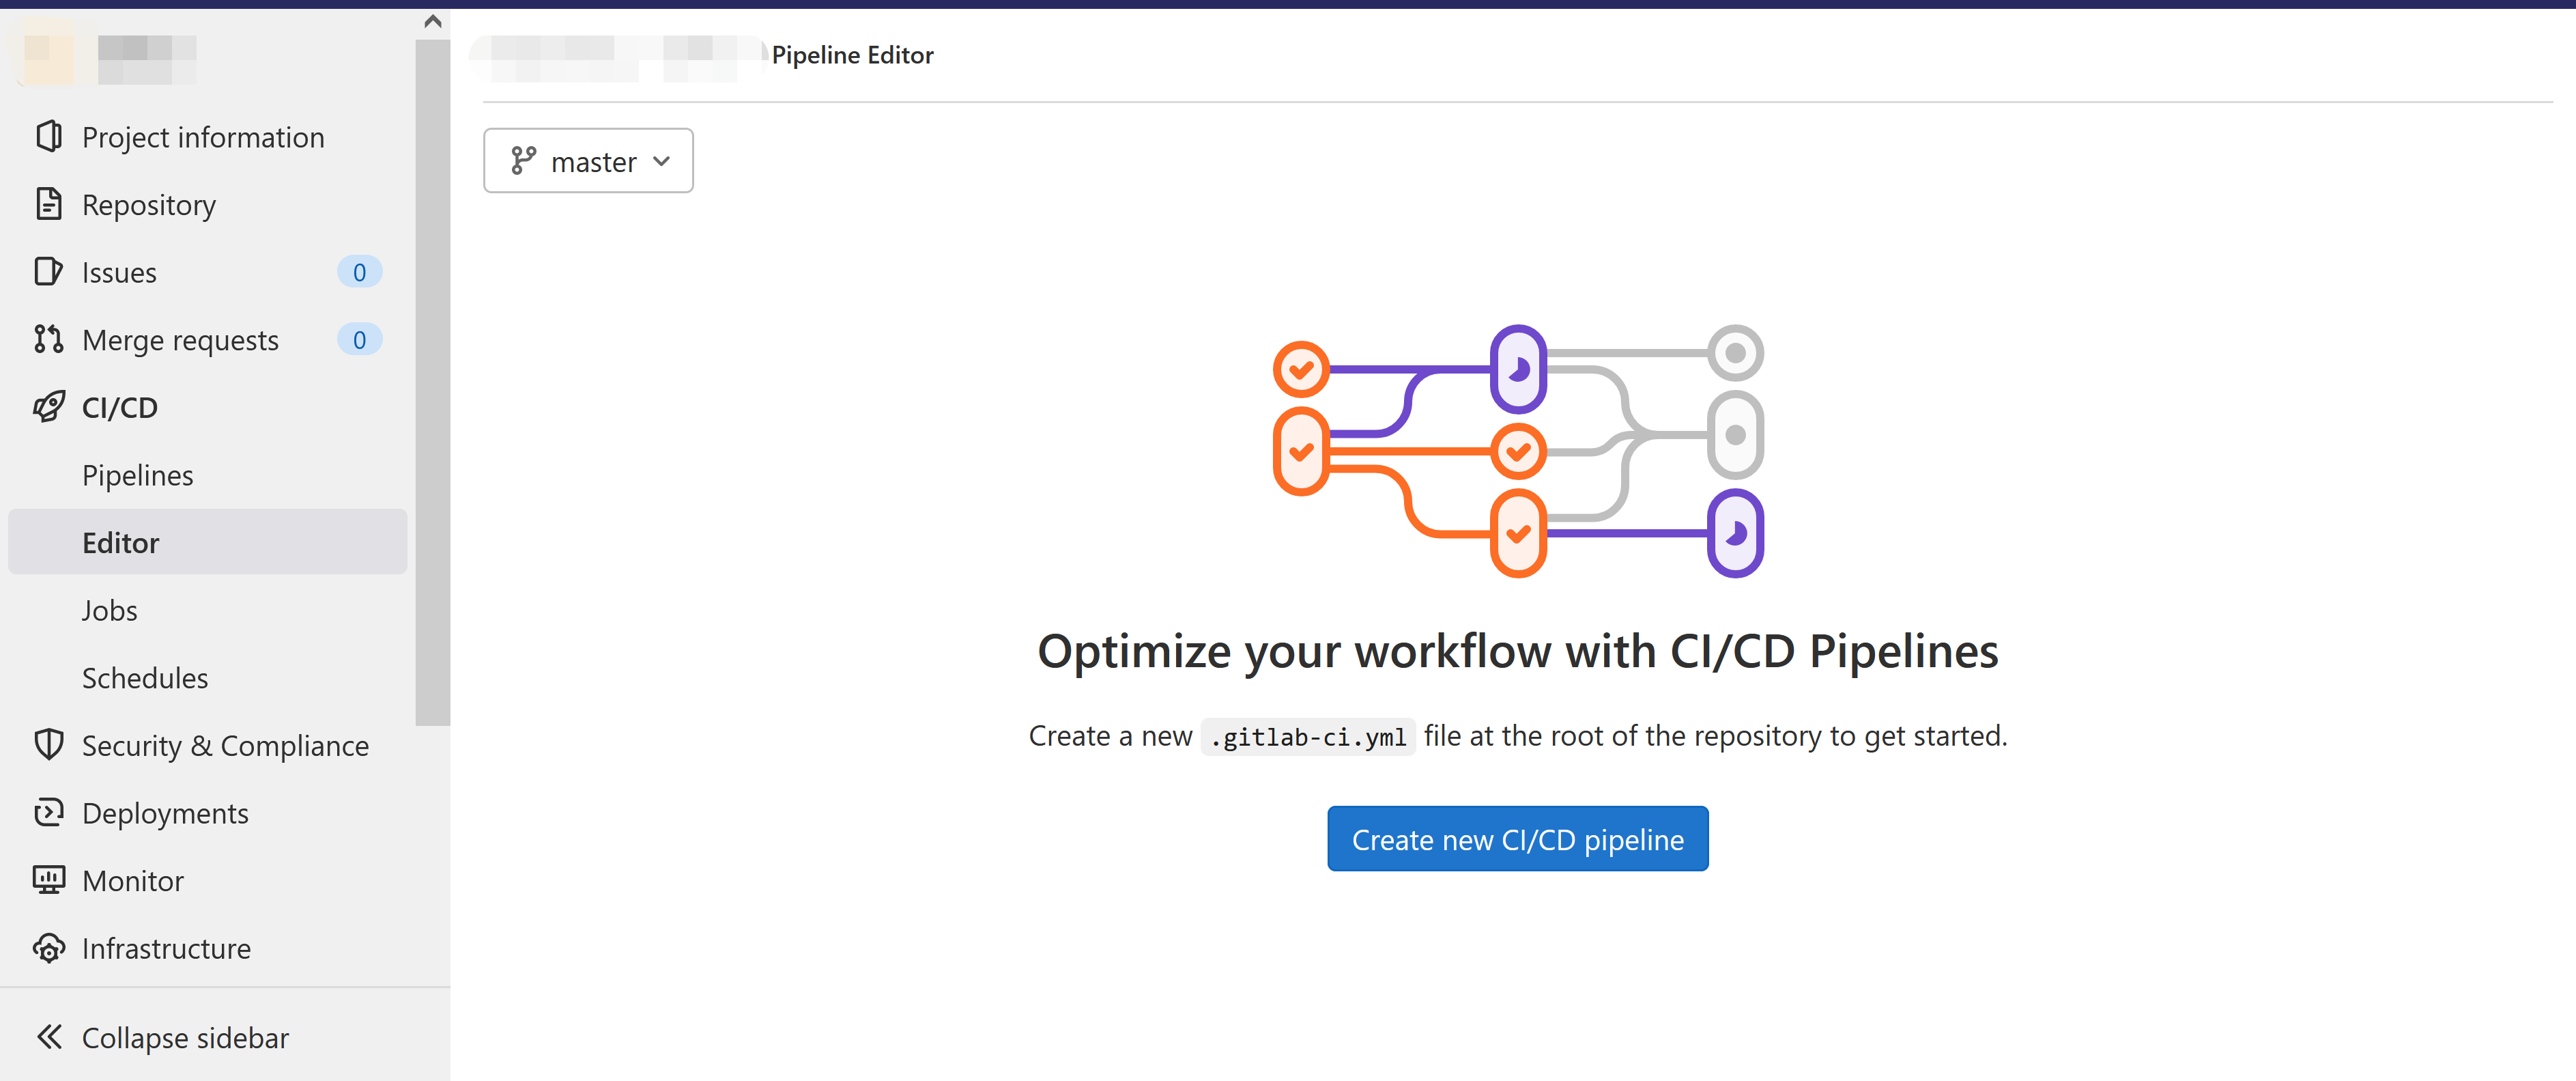 Pipeline Editor
Project information
Repository
Issues 0
Merge requests 0
CI/CD
Pipelines
Editor
Jobs
Schedules
Security & Compliance
Deployments
Monitor
Infrastructure
Collapse sidebar
master
Optimize your workflow with CI/CD Pipelines
Create a new .gitlab-ci.yml file at the root of the repository to get started.
Create new CI/CD pipeline